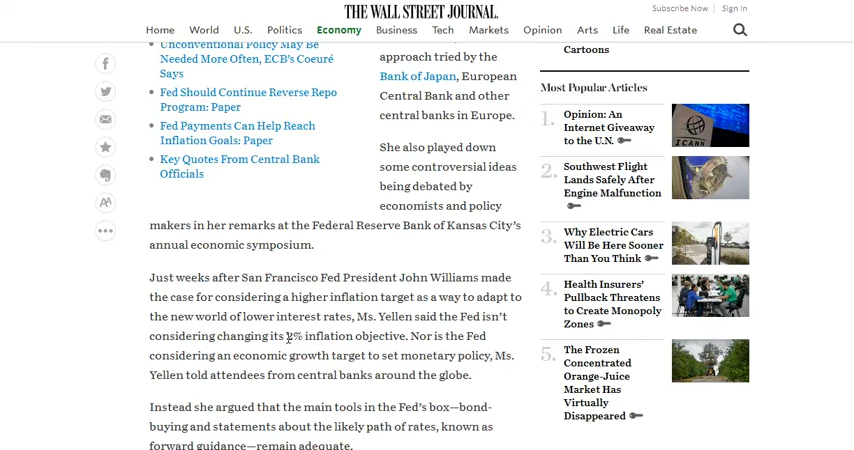 THE WALL STREET JOURNAL.
Subscribe Now | Sign In
Home World U.S. Politics Economy Business Tech Markets Opinion Arts Life Real Estate
Unconventional Policy May Be
Needed More Often, ECB's Coeuré
Says
Fed Should Continue Reverse Repo
Program: Paper
Fed Payments Can Help Reach
Inflation Goals: Paper
Key Quotes From Central Bank
Officials
approach tried by the
Bank of Japan, European
Central Bank and other
central banks in Europe.
She also played down
some controversial ideas
being debated by
economists and policy
makers in her remarks at the Federal Reserve Bank of Kansas City's
annual economic symposium.
Just weeks after San Francisco Fed President John Williams made
the case for considering a higher inflation target as a way to adapt to
the new world of lower interest rates, Ms. Yellen said the Fed isn't
considering changing its 2% inflation objective. Nor is the Fed
considering an economic growth target to set monetary policy, Ms.
Yellen told attendees from central banks around the globe.
Instead she argued that the main tools in the Fed's box—bond-
buying and statements about the likely path of rates, known as
forward guidance—remain adequate.
Cartoons
Most Popular Articles
1. Opinion: An
Internet Giveaway
to the U.N.
ICANN
2. Southwest Flight
Lands Safely After
Engine Malfunction
3. Why Electric Cars
Will Be Here Sooner
Than You Think
4. Health Insurers'
Pullback Threatens
to Create Monopoly
Zones
5. The Frozen
Concentrated
Orange-Juice
Market Has
Virtually
Disappeared
AA